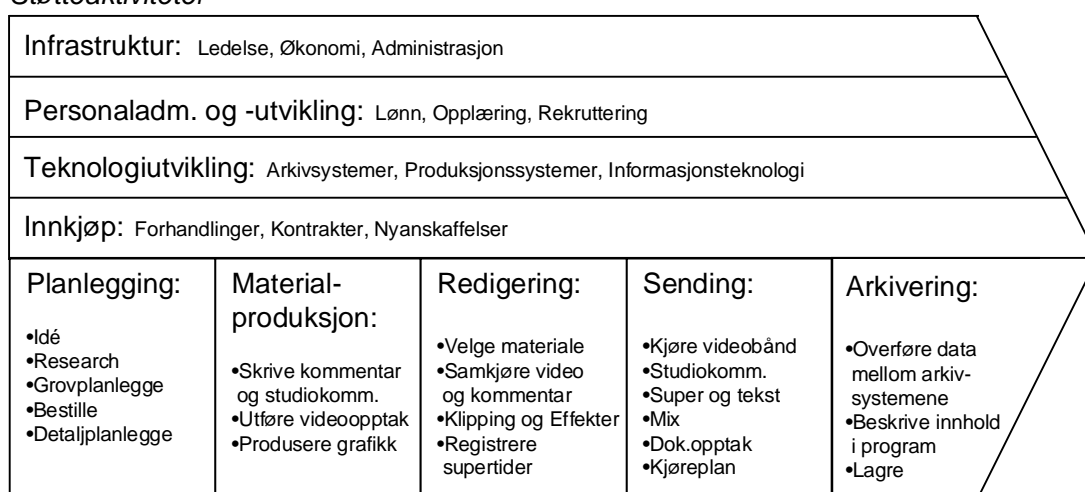 Støtteaktiviteter
Infrastruktur: Ledelse, Økonomi, Administrasjon
Personaladm. og -utvikling: Lønn, Opplæring, Rekruttering
Teknologiutvikling: Arkivsystemer, Produksjonssystemer, Informasjonsteknologi
Innkjøp: Forhandlinger, Kontrakter, Nyanskaffelser
Planlegging:
•Idé
•Research
•Grovplanlegge
•Bestille
•Detaljplanlegge
Material-
produksjon:
•Skrive kommentar
og studiokomm.
•Utføre videoopptak
•Produsere grafikk
Redigering:
•Velge materiale
•Samkjøre video
og kommentar
•Klipping og Effekter
•Registrere
supertider
Sending:
•Kjøre videobånd
•Studiokomm.
•Super og tekst
•Mix
•Dok.opptak
•Kjøreplan
Arkivering:
•Overføre data
mellom arkiv-
systemene
•Beskrive innhold
i program
•Lagre